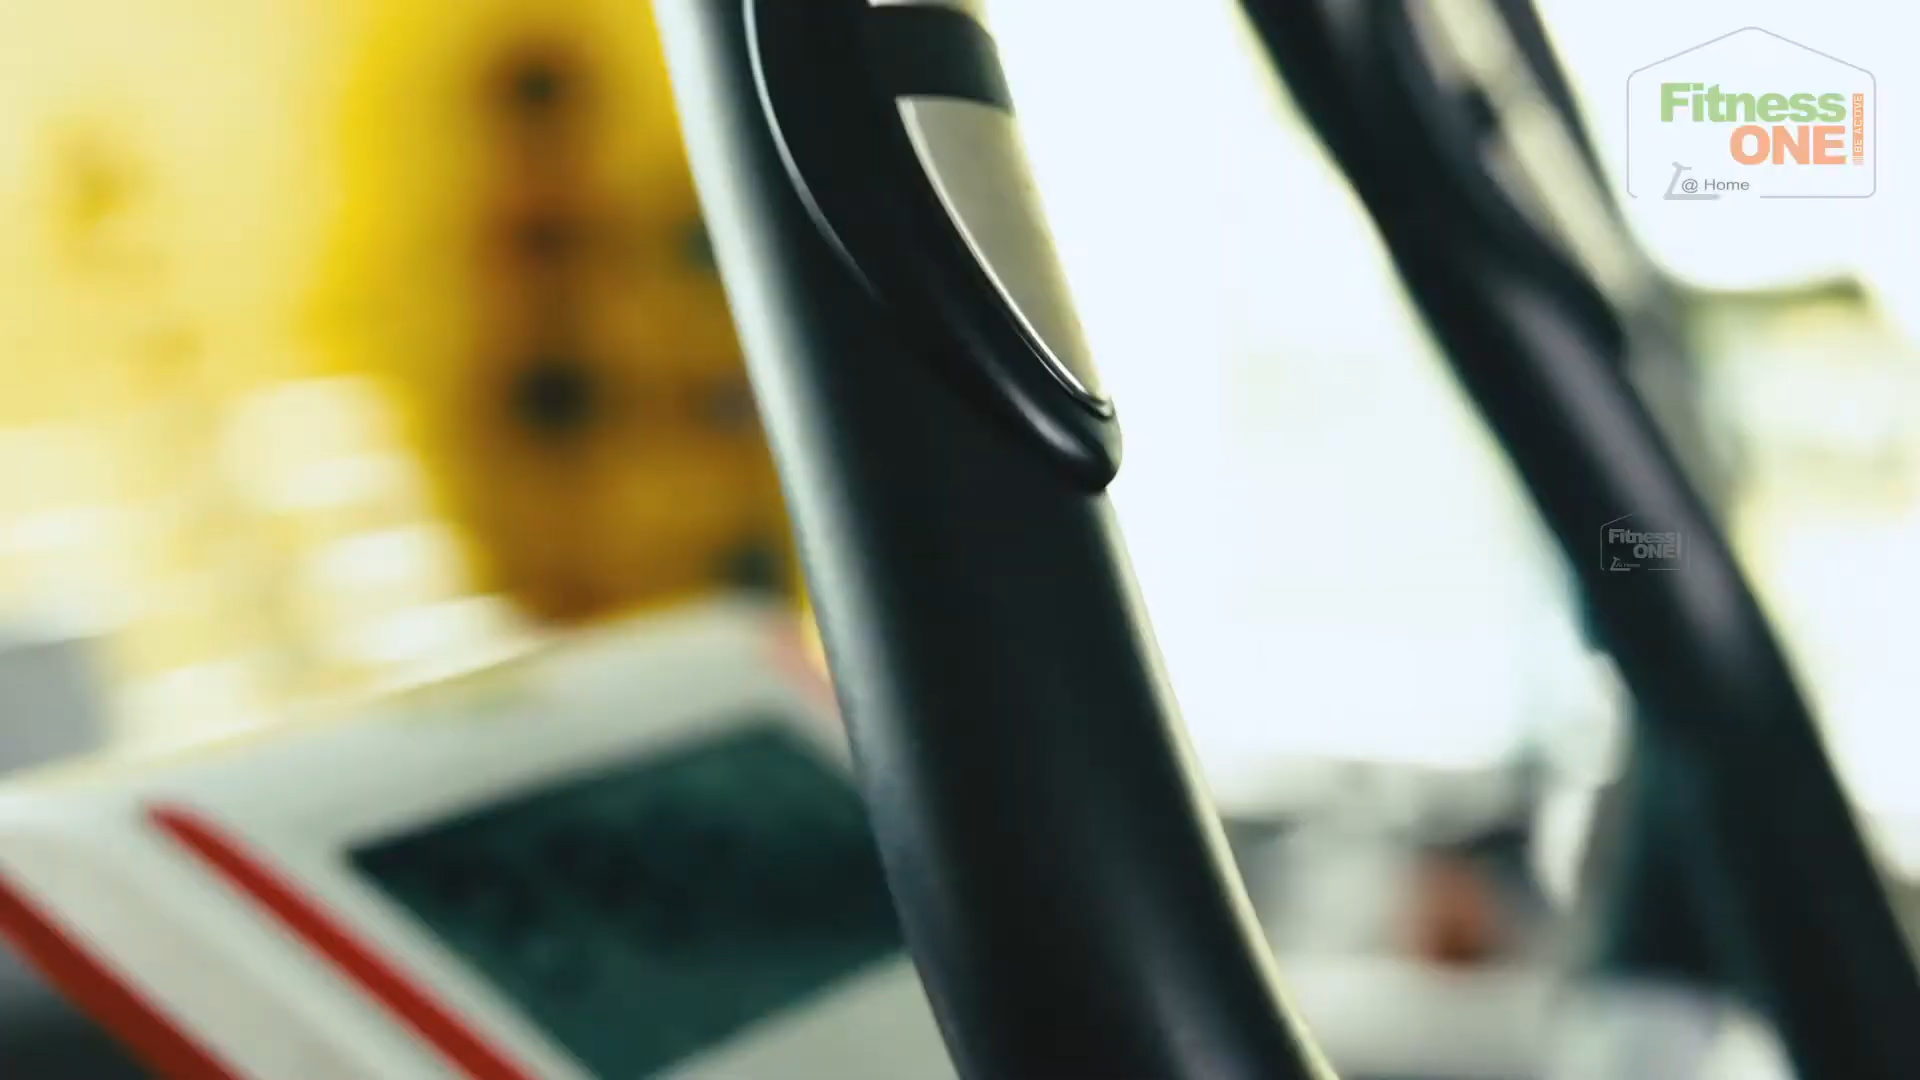 Fitness
ONE
BE ACTIVE
@ Home
Fitness
ONE